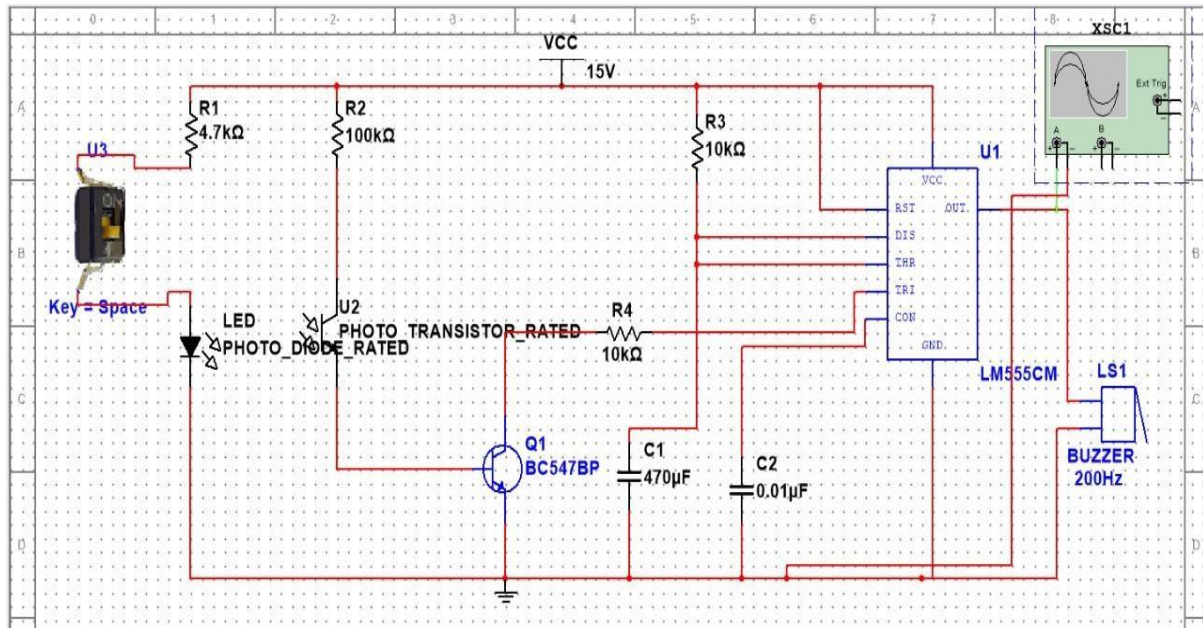 0 1 2 3 4 5 6 7 8
XSC1
VCC
15V
Ext Trig
A
A
R1
4.7kΩ
R2
100kΩ
R3
10kΩ
A B
U3
U1
VCC
RST OUT
DIS
THR
TRI
CON
GND
B
B
Key = Space
LED
PHOTO_DIODE_RATED
U2
PHOTO_TRANSISTOR_RATED
R4
10kΩ
LM555CM
LS1
C
C
Q1
BC547BP
C1
470µF
C2
0.01µF
BUZZER
200Hz
D
D